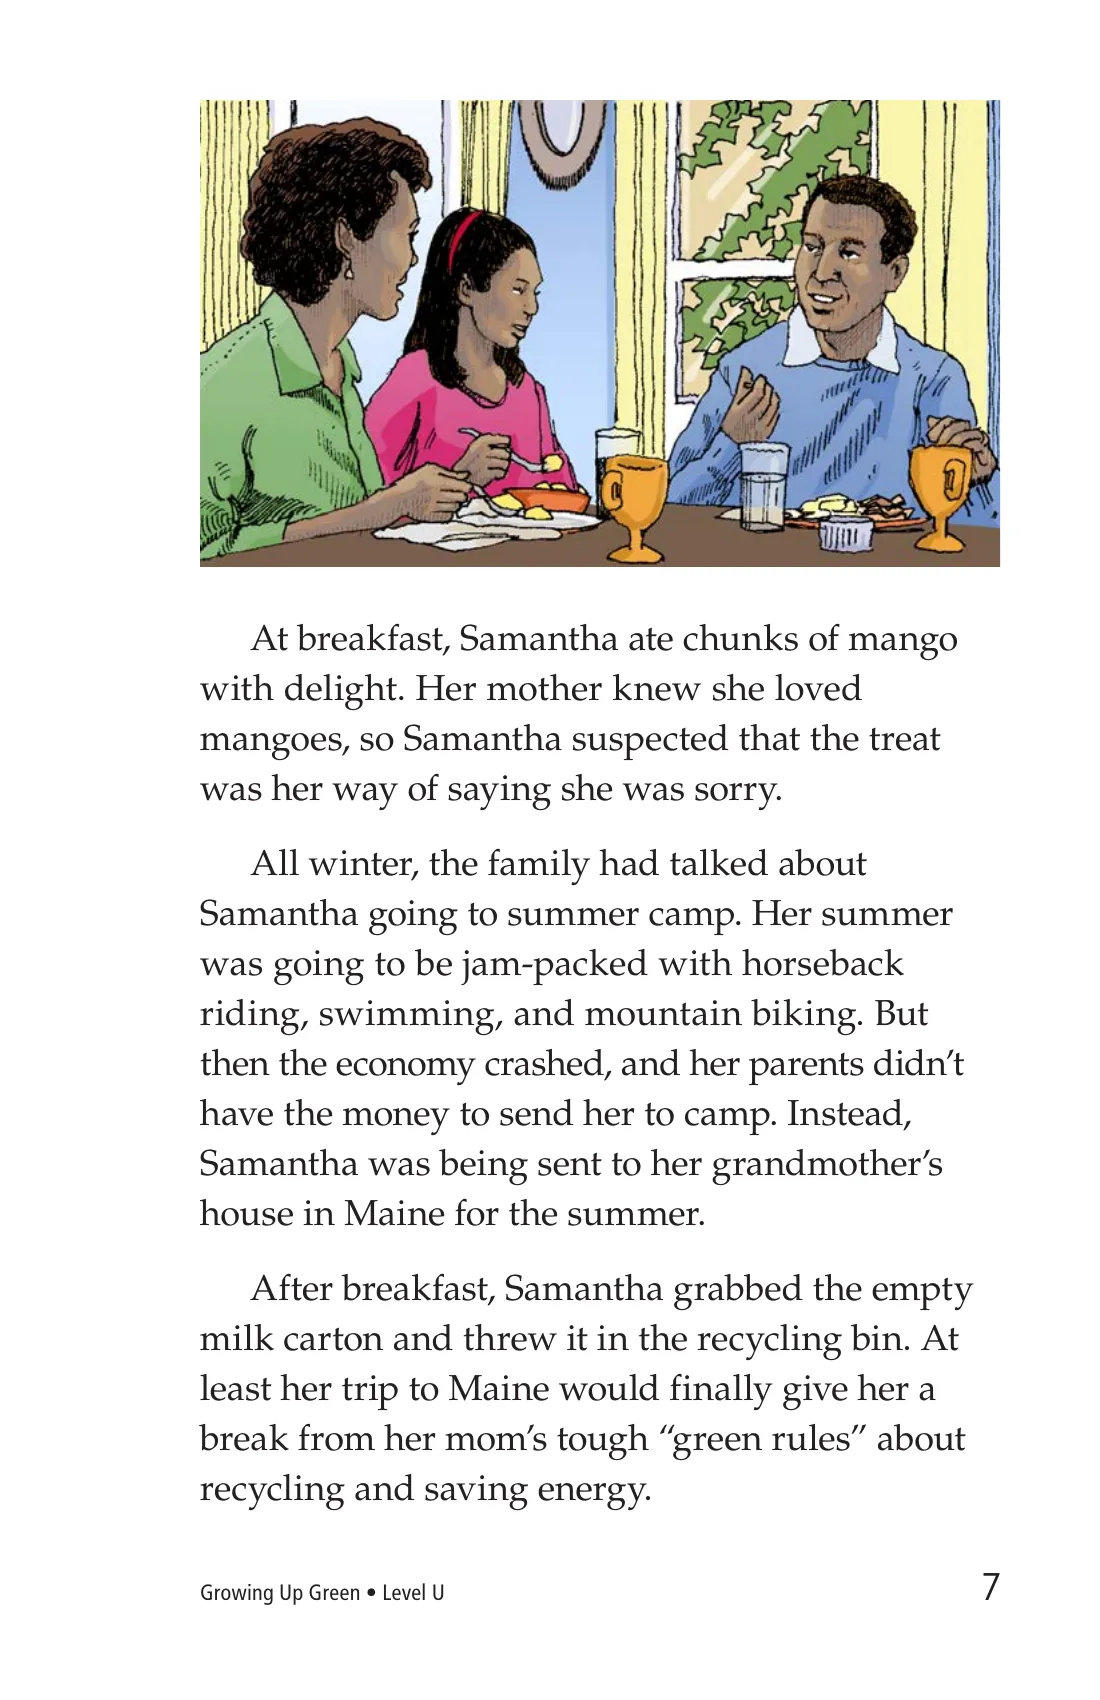 At breakfast, Samantha ate chunks of mango
with delight. Her mother knew she loved
mangoes, so Samantha suspected that the treat
was her way of saying she was sorry.
All winter, the family had talked about
Samantha going to summer camp. Her summer
was going to be jam-packed with horseback
riding, swimming, and mountain biking. But
then the economy crashed, and her parents didn’t
have the money to send her to camp. Instead,
Samantha was being sent to her grandmother’s
house in Maine for the summer.
After breakfast, Samantha grabbed the empty
milk carton and threw it in the recycling bin. At
least her trip to Maine would finally give her a
break from her mom’s tough “green rules” about
recycling and saving energy.
Growing Up Green • Level U 7